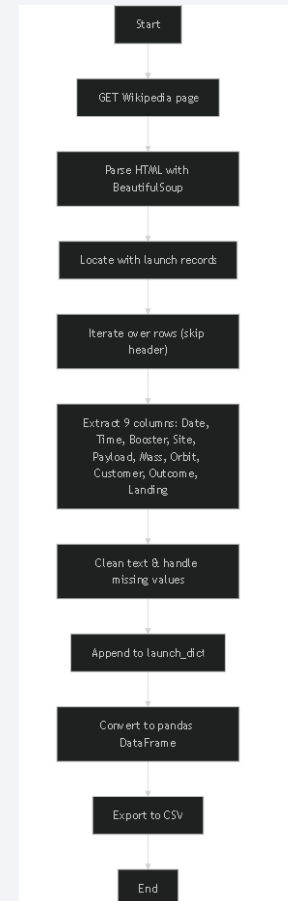 Start
GET Wikipedia page
Parse HTML with
BeautifulSoup
Locate with launch records
Iterate over rows (skip
header)
Extract 9 columns: Date,
Time, Booster, Site,
Payload, Mass, Orbit,
Customer, Outcome,
Landing
Clean text & handle
missing values
Append to launch_dict
Convert to pandas
DataFrame
Export to CSV
End